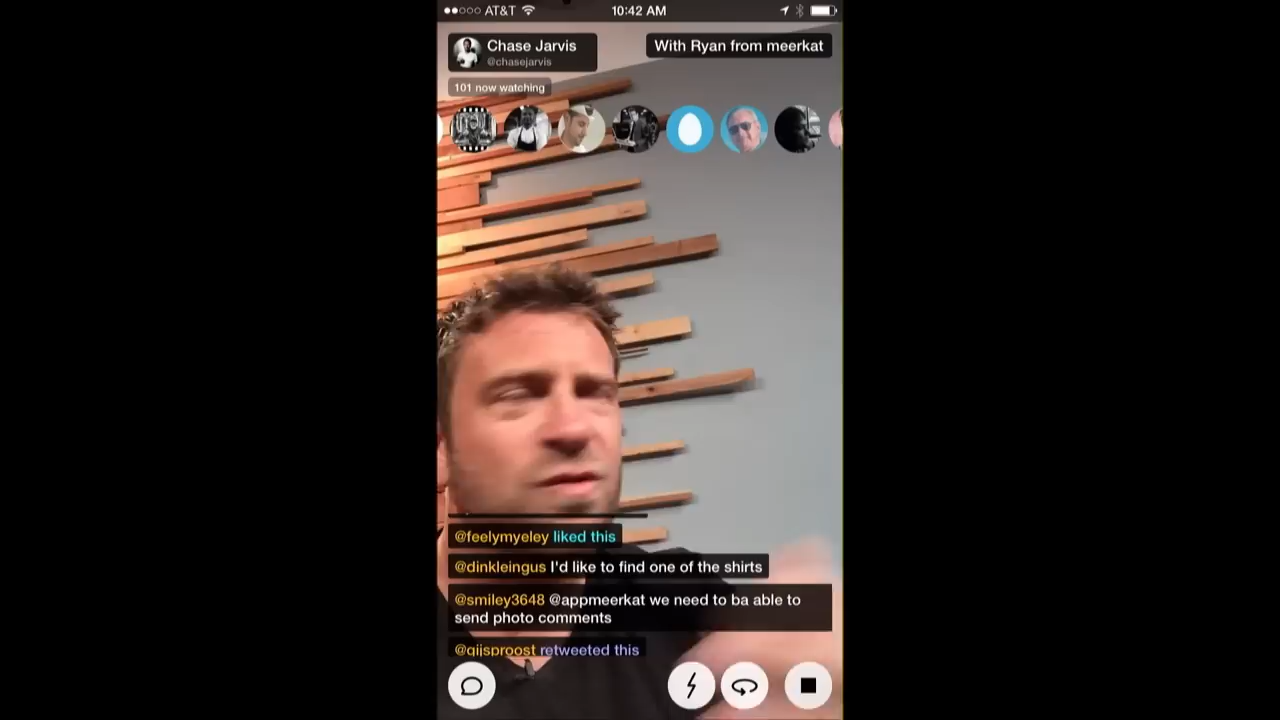 AT&T 10:42 AM
Chase Jarvis
@chasejarvis
With Ryan from meerkat
101 now watching
@feelymyeley liked this
@dinkleingus I'd like to find one of the shirts
@smiley3648 @appmeerkat we need to ba able to
send photo comments
@gijsproost retweeted this